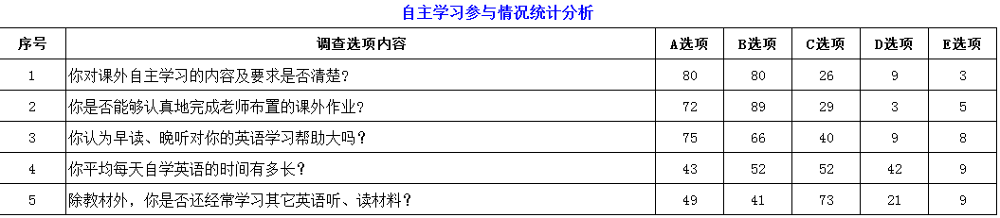 自主学习参与情况统计分析
序号 调查选项内容 A选项 B选项 C选项 D选项 E选项
1 你对课外自主学习的内容及要求是否清楚? 80 80 26 9 3
2 你是否能够认真地完成老师布置的课外作业? 72 89 29 3 5
3 你认为早读、晚听对你的英语学习帮助大吗? 75 66 40 9 8
4 你平均每天自学英语的时间有多长? 43 52 52 42 9
5 除教材外，你是否还经常学习其它英语听、读材料? 49 41 73 21 9